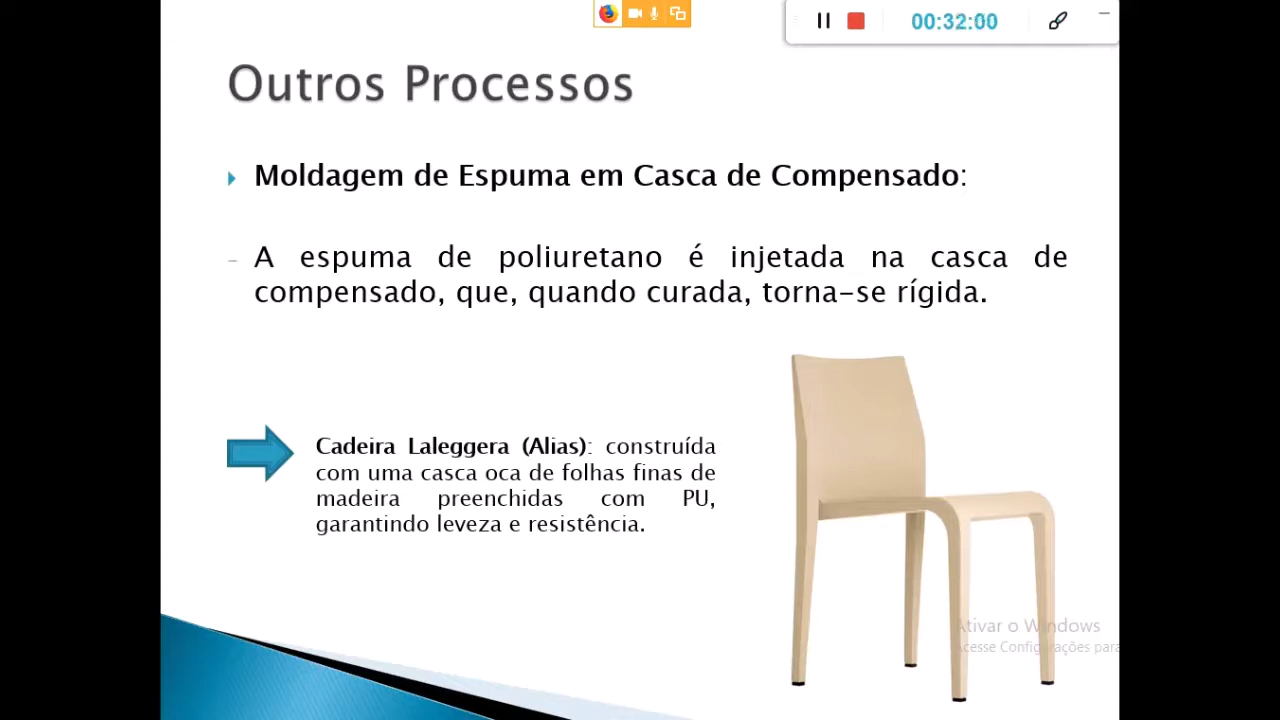 00:32:00
Outros Processos
Moldagem de Espuma em Casca de Compensado:
– A espuma de poliuretano é injetada na casca de
compensado, que, quando curada, torna-se rígida.
Cadeira Laleggera (Alias): construída
com uma casca oca de folhas finas de
madeira preenchidas com PU,
garantindo leveza e resistência.
Ativar o Windows
Acesse Configurações para